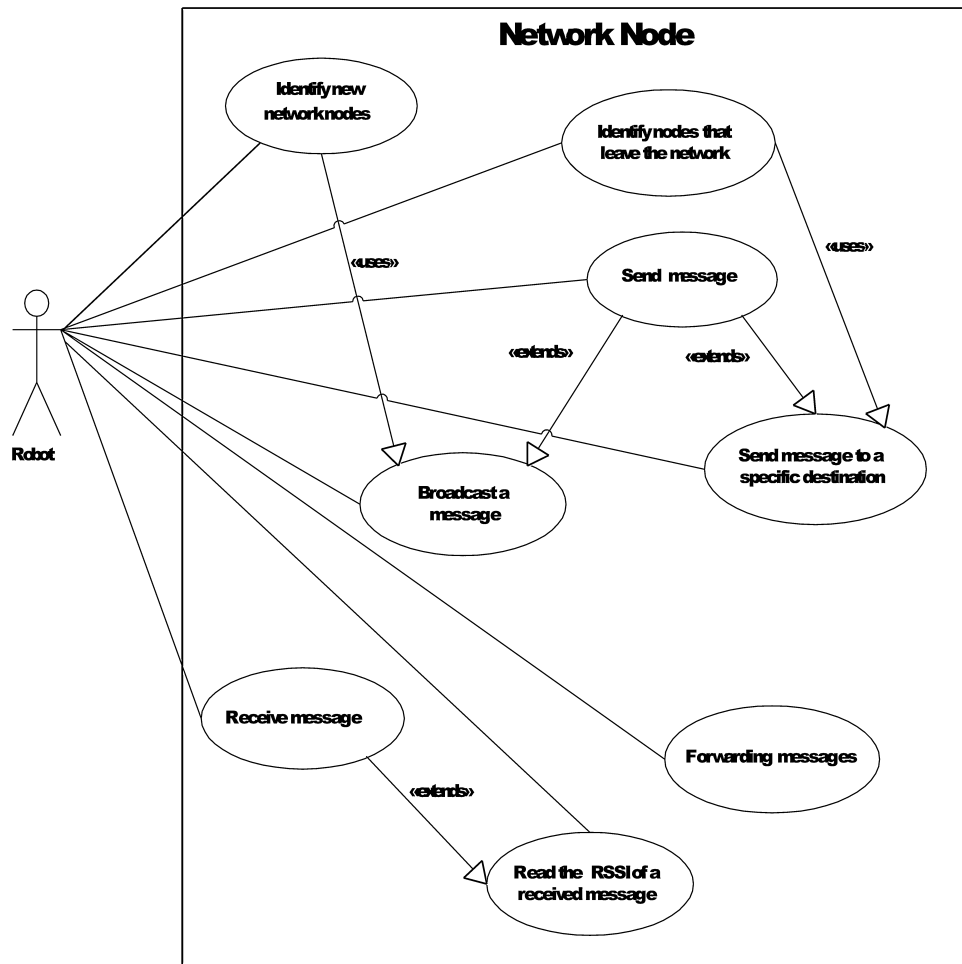 Network Node
Identify new
network nodes
Identify nodes that
leave the network
«uses»
«uses»
Send message
«extends»
«extends»
Robot
Send message to a
specific destination
Broadcast a
message
Receive message
Forwarding messages
«extends»
Read the RSSI of a
received message